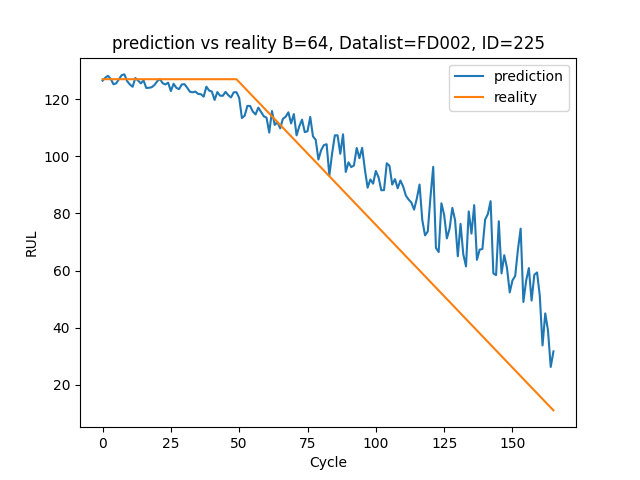 prediction vs reality B=64, Datalist=FD002, ID=225
prediction
reality
120
100
80
60
40
20
RUL
0 25 50 75 100 125 150
Cycle